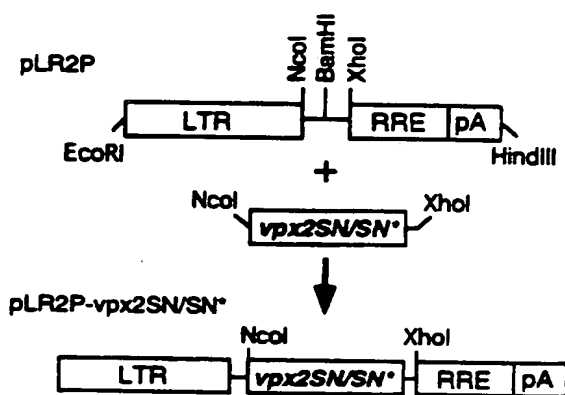 pLR2P
NcoI
BamHI
XhoI
LTR
RRE
pA
EcoRI
HindIII
+
NcoI
XhoI
vpx2SN/SN*
pLR2P-vpx2SN/SN*
NcoI
XhoI
LTR
vpx2SN/SN*
RRE
pA